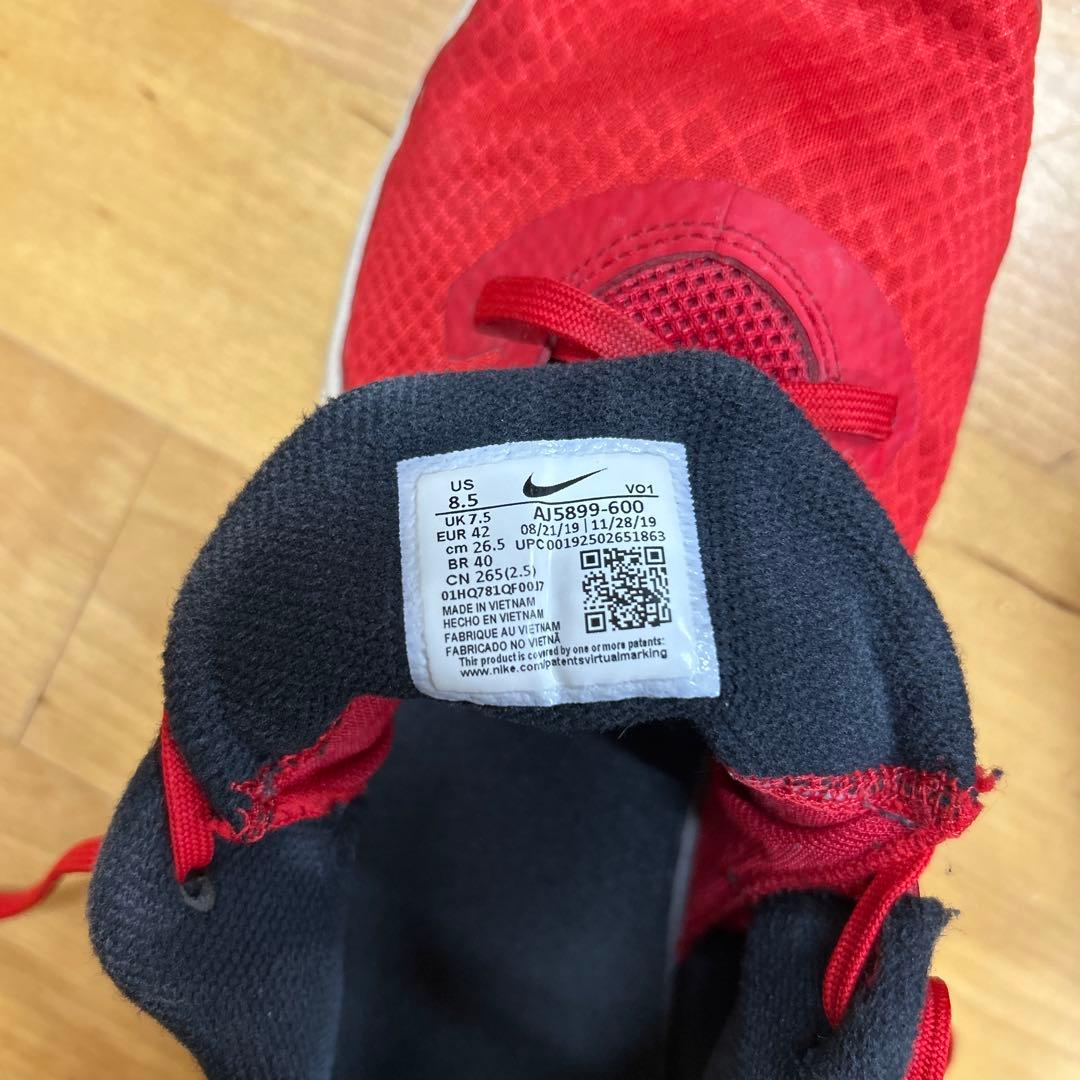 US
8.5
VO1
UK 7.5
AJ5899-600
EUR 42
08/21/19 | 11/28/19
cm 26.5
UPC 00192502651863
BR 40
CN 265(2.5)
01HQ781QF00J7
MADE IN VIETNAM
HECHO EN VIETNAM
FABRIQUE AU VIETNAM
FABRICADO NO VIETNÃ
This product is covered by one or more patents:
www.nike.com/patentsvirtualmarking